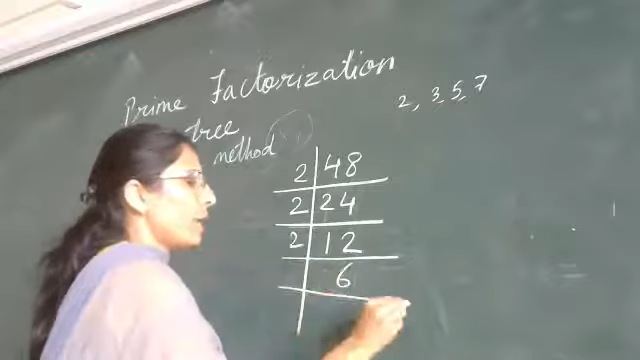 Prime Factorization
2, 3, 5, 7
tree
method
2 | 48
2 | 24
2 | 12
6